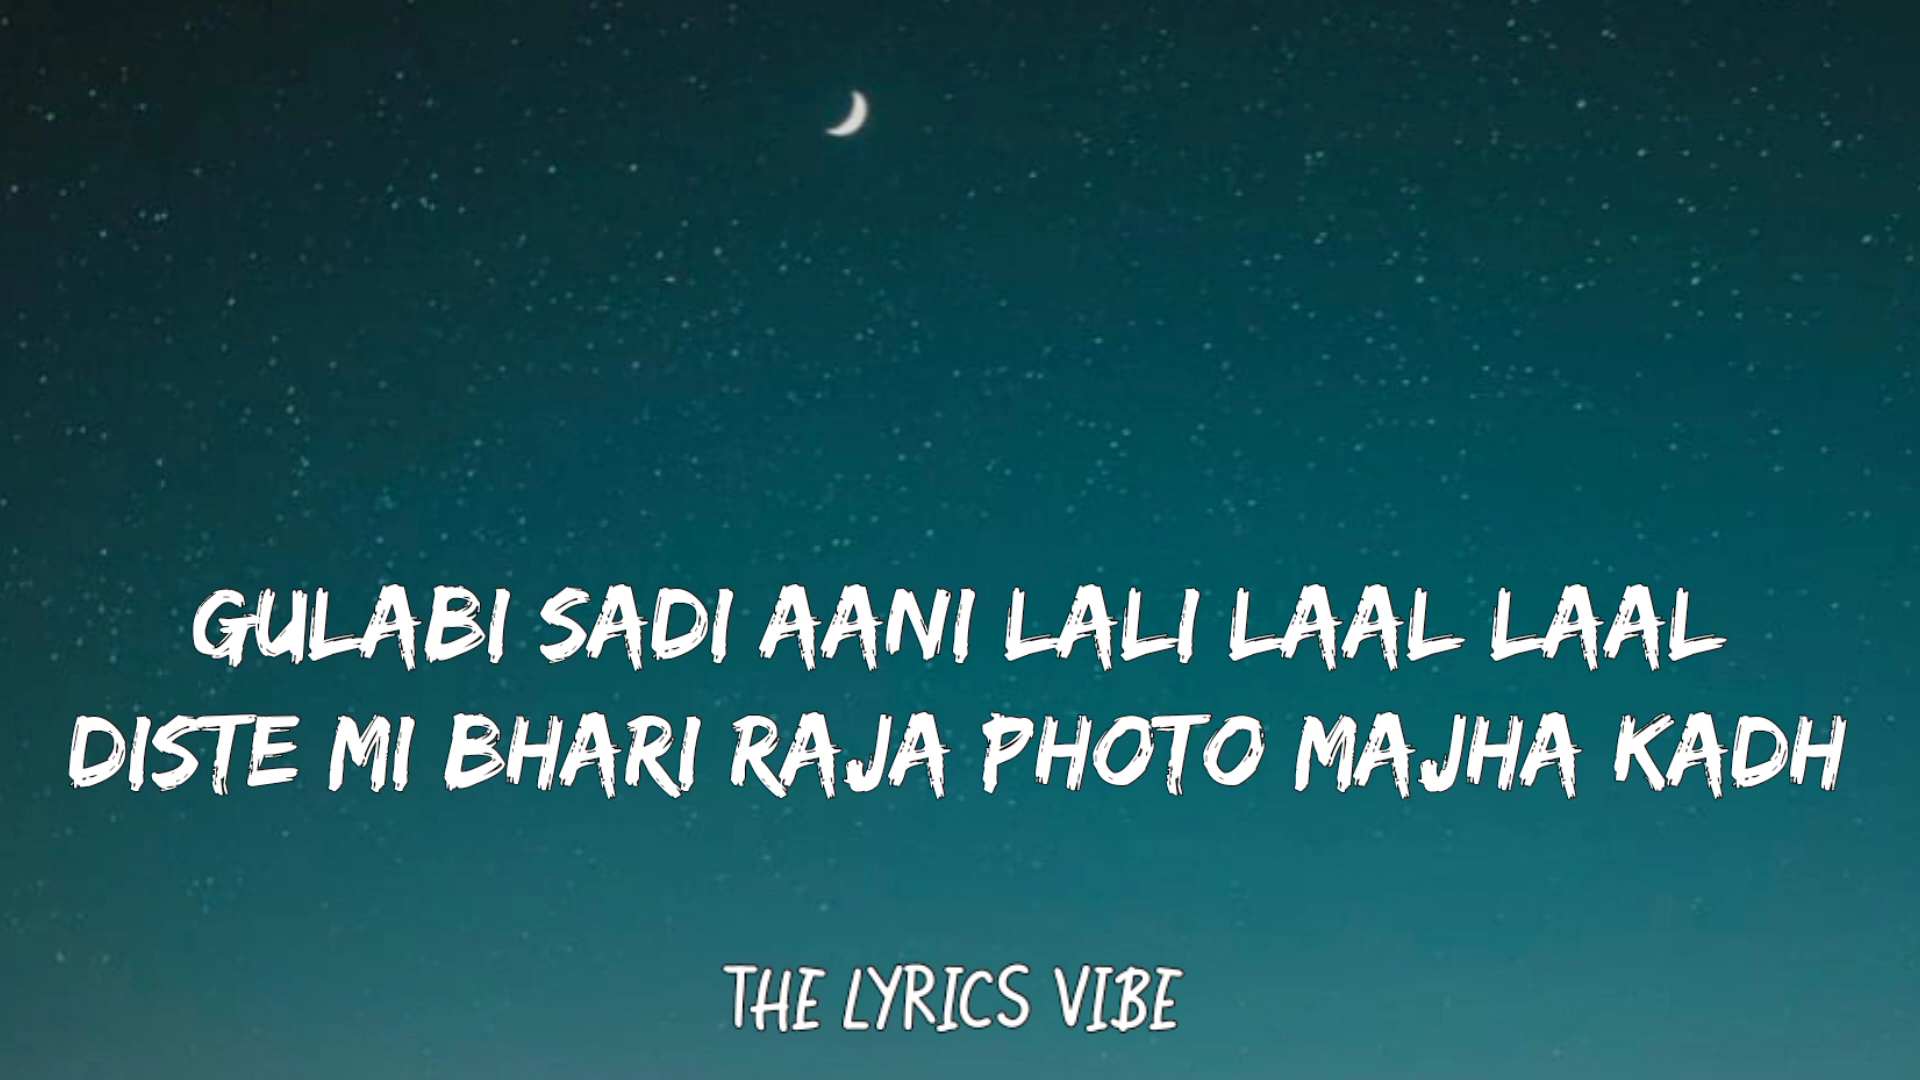 GULABI SADI AANI LALI LAAL LAAL
DISTE MI BHARI RAJA PHOTO MAJHA KADH
THE LYRICS VIBE